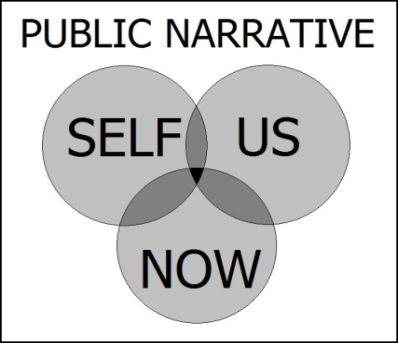 PUBLIC NARRATIVE
SELF US
NOW